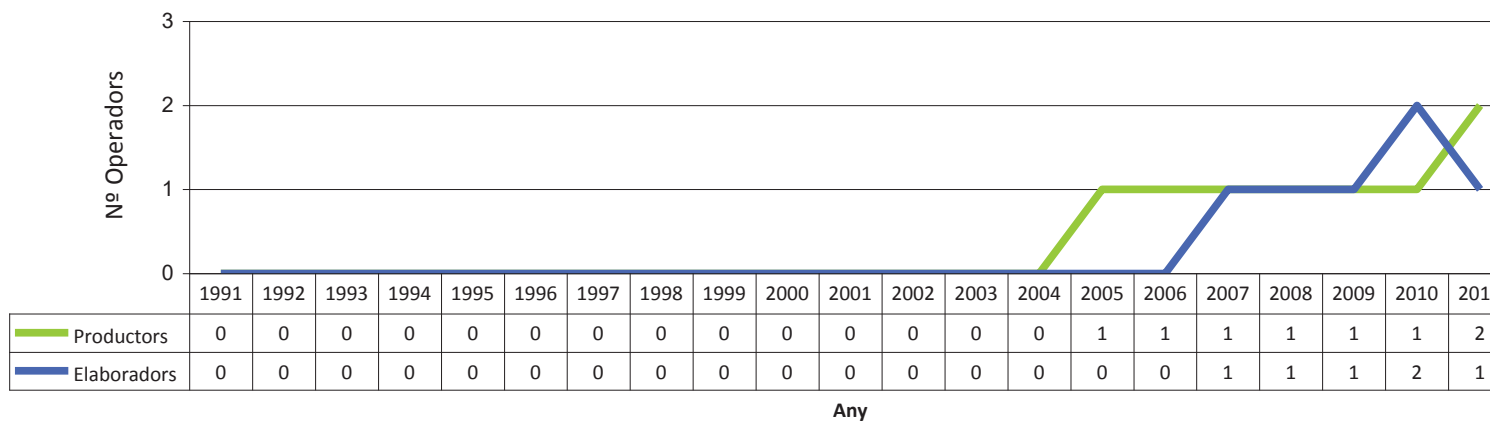 3
2
1
0
Nº Operadors
1991 1992 1993 1994 1995 1996 1997 1998 1999 2000 2001 2002 2003 2004 2005 2006 2007 2008 2009 2010 201
Productors 0 0 0 0 0 0 0 0 0 0 0 0 0 0 1 1 1 1 1 1 2
Elaboradors 0 0 0 0 0 0 0 0 0 0 0 0 0 0 0 0 1 1 1 2 1
Any